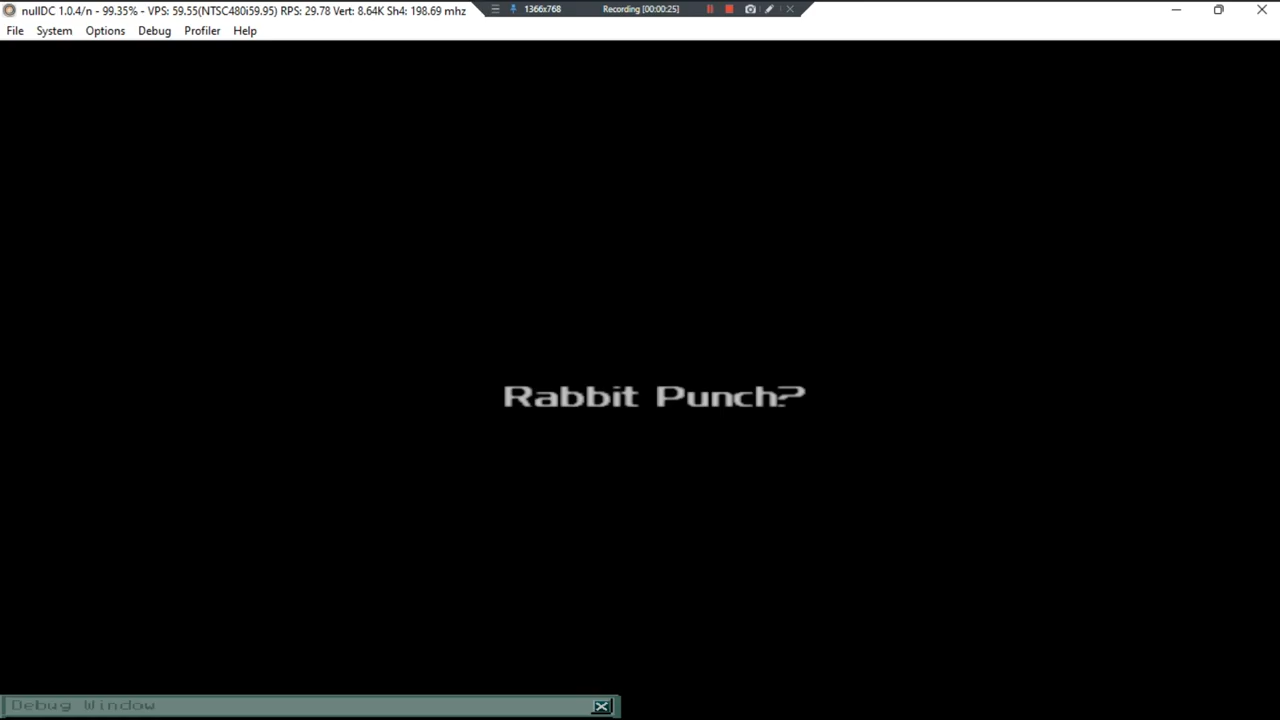 nullDC 1.0.4/n - 99.35% - VPS: 59.55(NTSC480i59.95) RPS: 29.78 Vert: 8.64K Sh4: 198.69 mhz
1366x768
Recording [00:00:25]
File System Options Debug Profiler Help
Rabbit Punch?
Debug Window